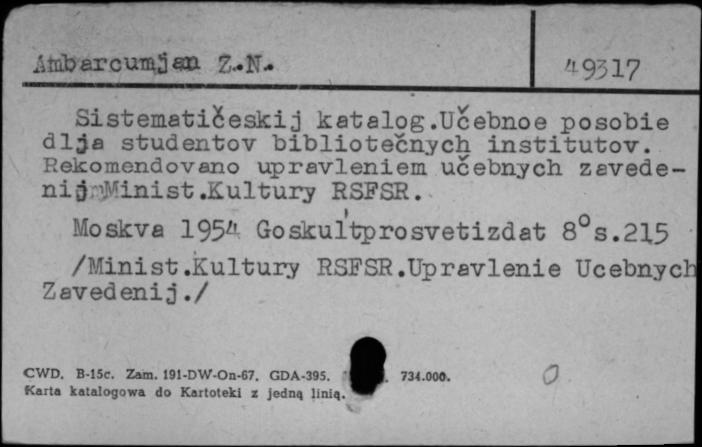 Ambarcumjan Z.N.
49317
Sistematičeskij katalog.Učebnoe posobie
dlja studentov bibliotečnych institutov.
Rekomendovano upravleniem učebnych zavede-
nij Minist.Kultury RSFSR.
Moskva 1954 Goskul'tprosvetizdat 8° s.215
/Minist.Kultury RSFSR.Upravlenie Ucebnych
Zavedenij./
CWD. B-15c. Zam. 191-DW-On-67. GDA-395. 734.000.
Karta katalogowa do Kartoteki z jedną linią.